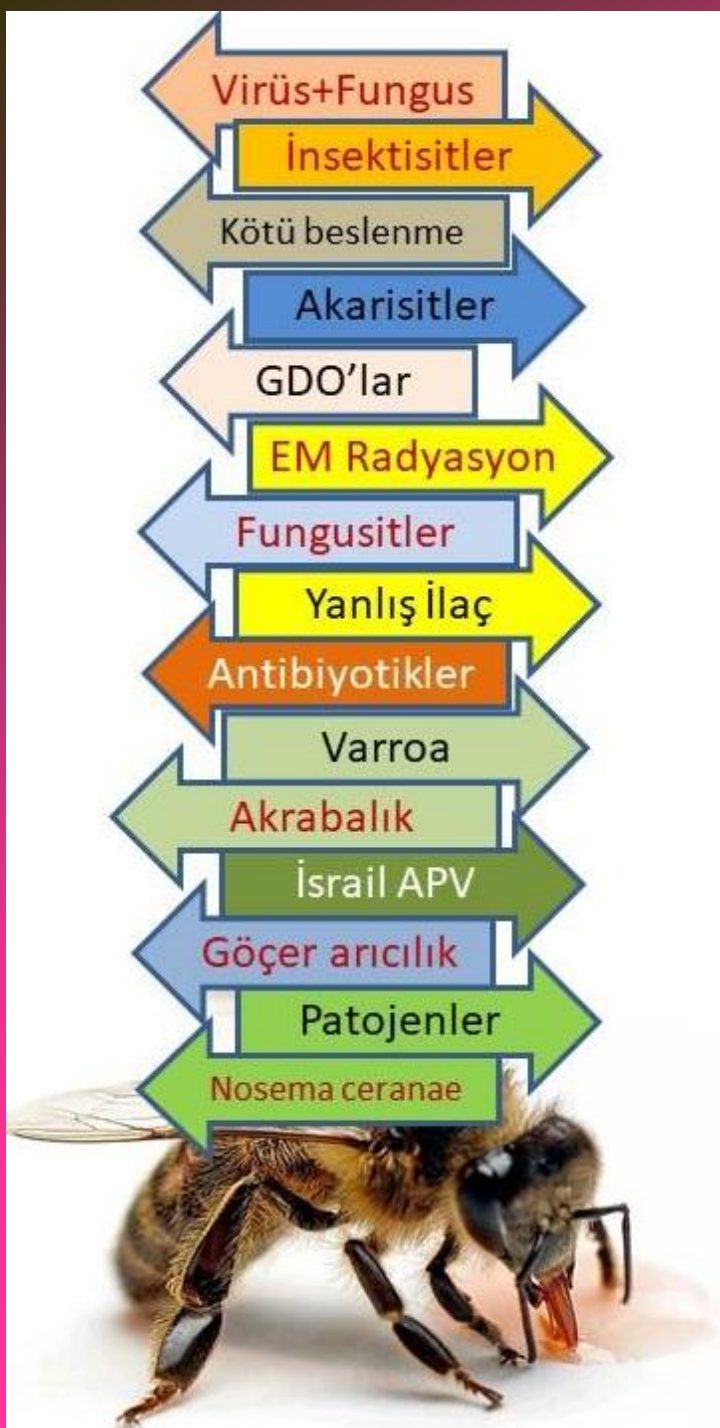 Virüs+Fungus
İnsektisitler
Kötü beslenme
Akarisitler
GDO’lar
EM Radyasyon
Fungusitler
Yanlış İlaç
Antibiyotikler
Varroa
Akrabalık
İsrail APV
Göçer arıcılık
Patojenler
Nosema ceranae